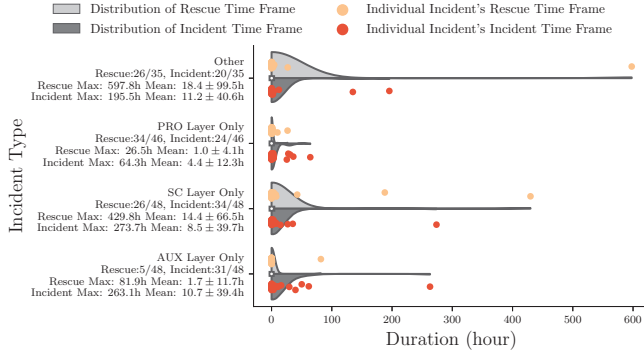 Distribution of Rescue Time Frame
Individual Incident's Rescue Time Frame
Distribution of Incident Time Frame
Individual Incident's Incident Time Frame
Incident Type
Other
Rescue:26/35, Incident:20/35
Rescue Max: 597.8h Mean: 18.4 ± 99.5h
Incident Max: 195.5h Mean: 11.2 ± 40.6h
PRO Layer Only
Rescue:34/46, Incident:24/46
Rescue Max: 26.5h Mean: 1.0 ± 4.1h
Incident Max: 64.3h Mean: 4.4 ± 12.3h
SC Layer Only
Rescue:26/48, Incident:34/48
Rescue Max: 429.8h Mean: 14.4 ± 66.5h
Incident Max: 273.7h Mean: 8.5 ± 39.7h
AUX Layer Only
Rescue:5/48, Incident:31/48
Rescue Max: 81.9h Mean: 1.7 ± 11.7h
Incident Max: 263.1h Mean: 10.7 ± 39.4h
0 100 200 300 400 500 600
Duration (hour)